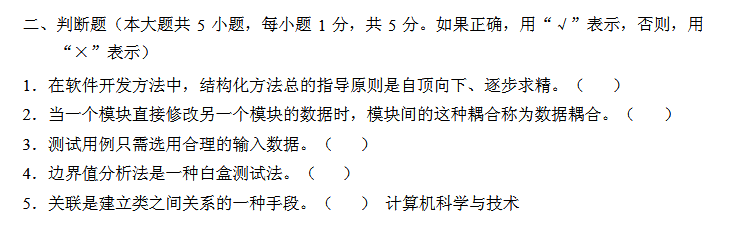 二、判断题（本大题共 5 小题，每小题 1 分，共 5 分。如果正确，用“√”表示，否则，用
“×”表示）
1．在软件开发方法中，结构化方法总的指导原则是自顶向下、逐步求精。（　　）
2．当一个模块直接修改另一个模块的数据时，模块间的这种耦合称为数据耦合。（　　）
3．测试用例只需选用合理的输入数据。（　　）
4．边界值分析法是一种白盒测试法。（　　）
5．关联是建立类之间关系的一种手段。（　　） 计算机科学与技术